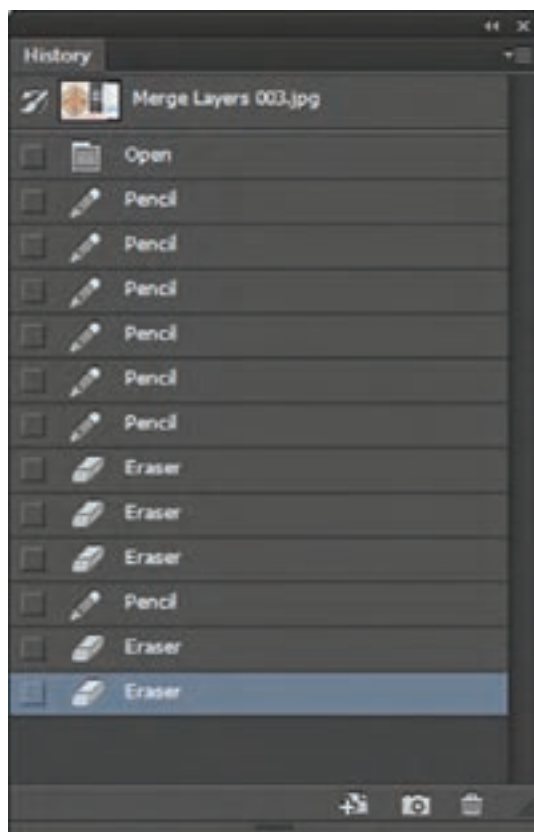 History
Merge Layers 003.jpg
Open
Pencil
Pencil
Pencil
Pencil
Pencil
Pencil
Eraser
Eraser
Eraser
Pencil
Eraser
Eraser